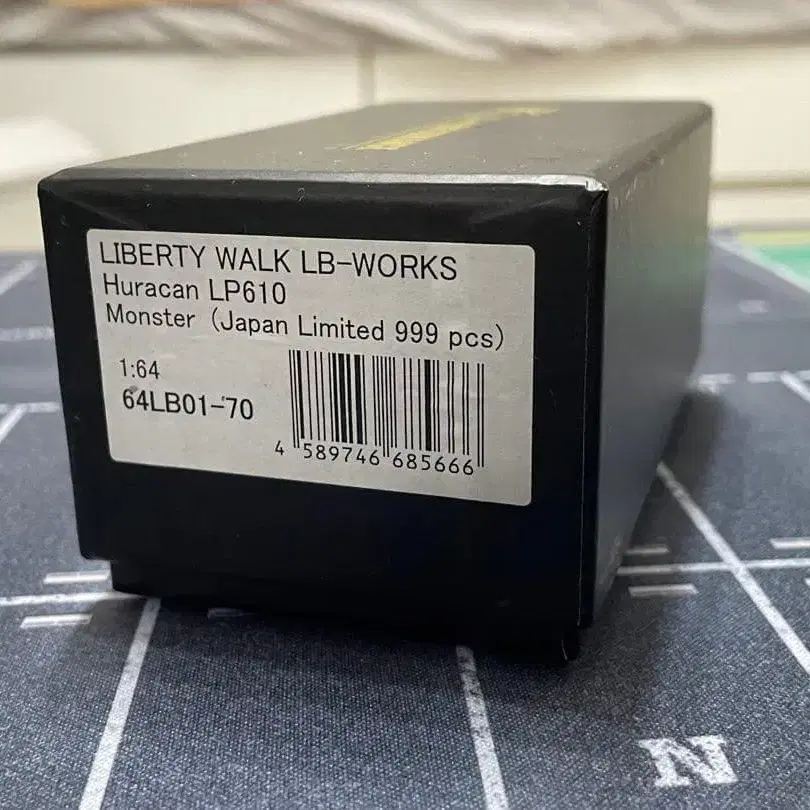 LIBERTY WALK LB-WORKS
Huracan LP610
Monster (Japan Limited 999 pcs)
1:64
64LB01-70
4 589746 685666
N